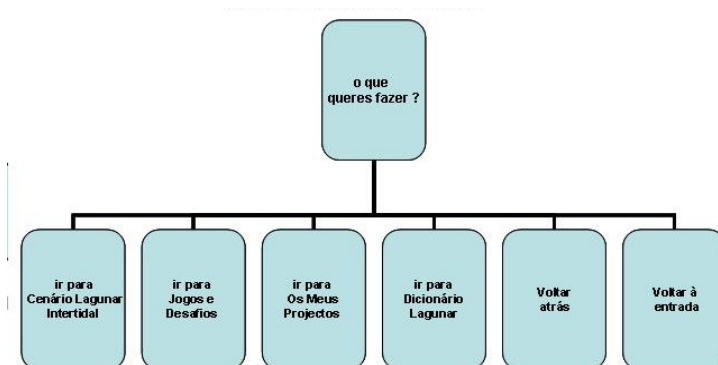 o que
queres fazer ?
ir para
Cenário Lagunar
Intertidal
ir para
Jogos e
Desafios
ir para
Os Meus
Projectos
ir para
Dicionário
Lagunar
Voltar
atrás
Voltar à
entrada